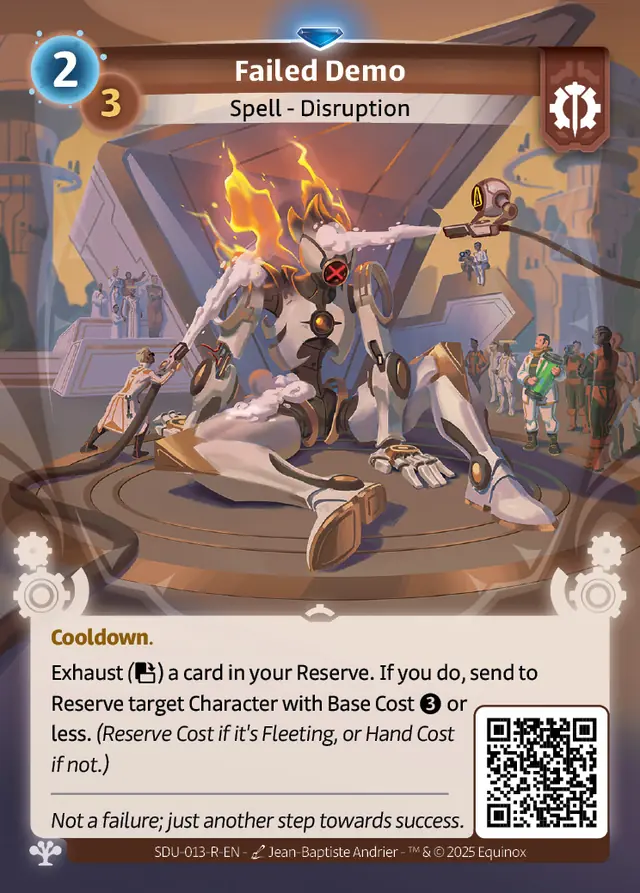 2
Failed Demo
3
Spell - Disruption
Cooldown.
Exhaust () a card in your Reserve. If you do, send to
Reserve target Character with Base Cost 3 or
less. (Reserve Cost if it's Fleeting, or Hand Cost
if not.)
Not a failure; just another step towards success.
SDU-013-R-EN - Jean-Baptiste Andrier - ™ & © 2025 Equinox